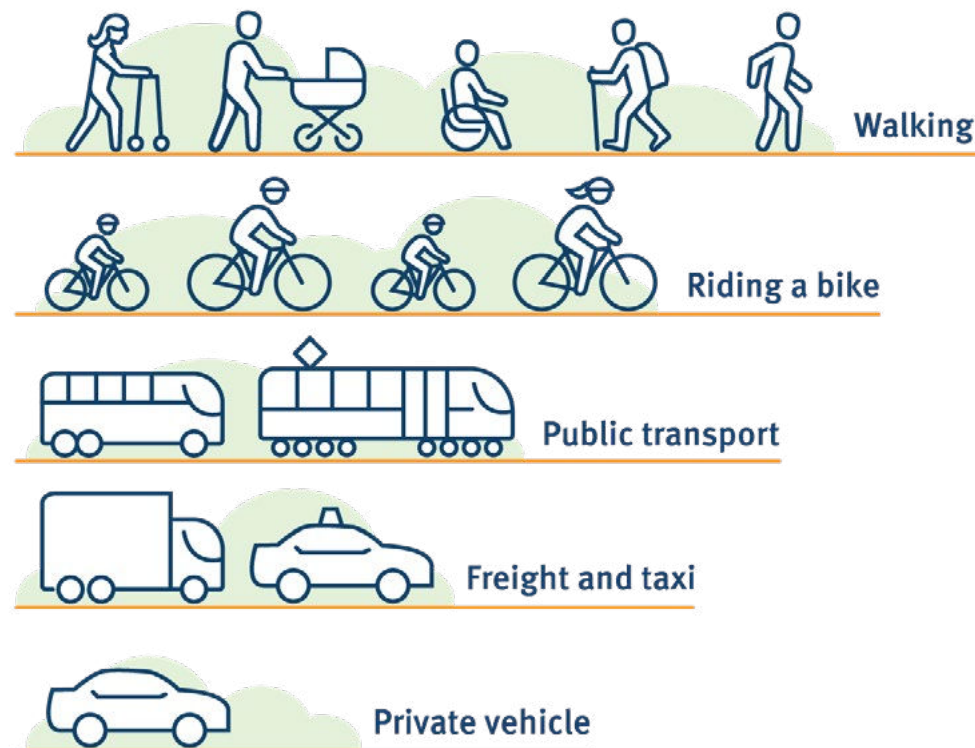 Walking
Riding a bike
Public transport
Freight and taxi
Private vehicle